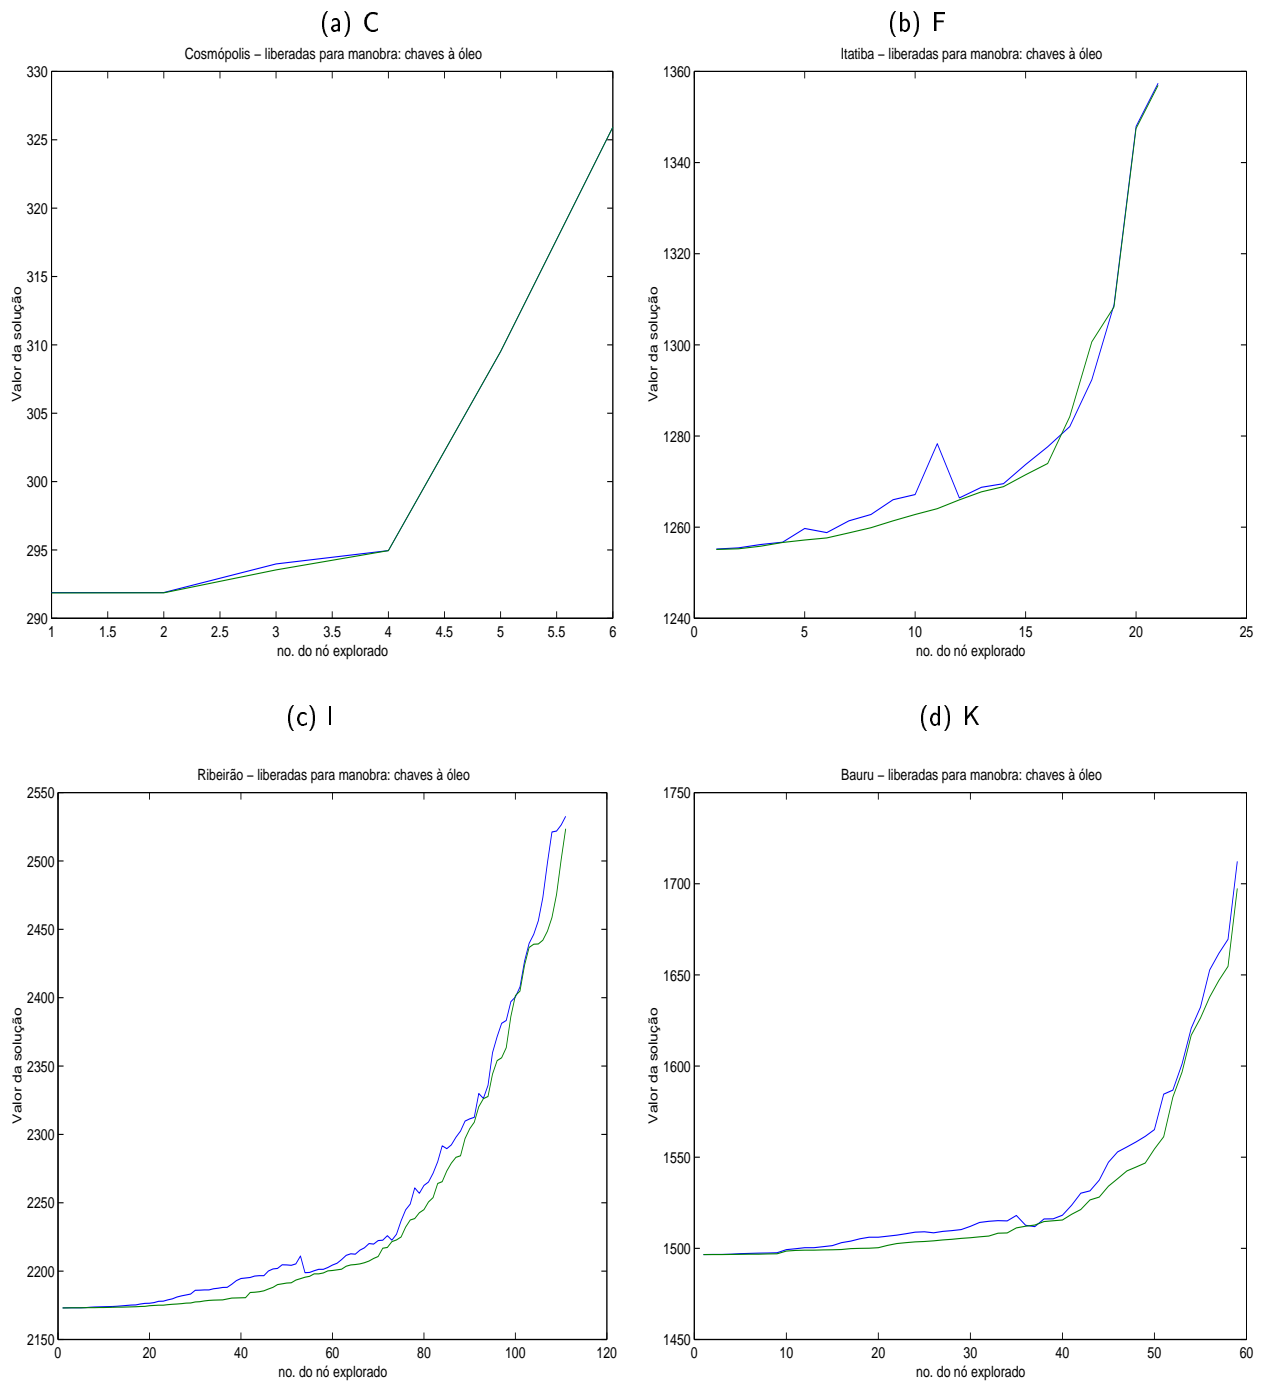 (a) C
Cosmópolis – liberadas para manobra: chaves à óleo
330
325
320
315
310
305
300
295
290
Valor da solução
1 1.5 2 2.5 3 3.5 4 4.5 5 5.5 6
no. do nó explorado
(b) F
Itatiba – liberadas para manobra: chaves à óleo
1360
1340
1320
1300
1280
1260
1240
Valor da solução
0 5 10 15 20 25
no. do nó explorado
(c) I
Ribeirão – liberadas para manobra: chaves à óleo
2550
2500
2450
2400
2350
2300
2250
2200
2150
Valor da solução
0 20 40 60 80 100 120
no. do nó explorado
(d) K
Bauru – liberadas para manobra: chaves à óleo
1750
1700
1650
1600
1550
1500
1450
Valor da solução
0 10 20 30 40 50 60
no. do nó explorado